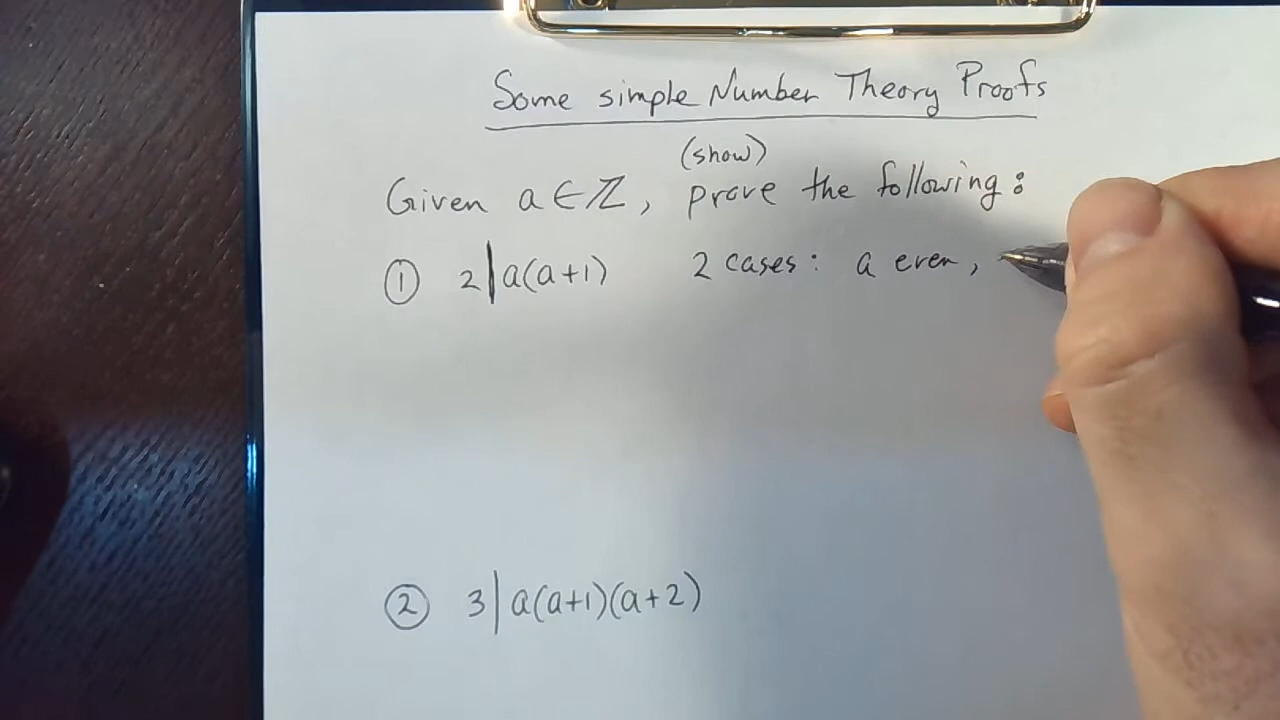 Some simple Number Theory Proofs
(show)
Given a ∈ ℤ, prove the following:
① 2|a(a+1) 2 cases: a even,
② 3|a(a+1)(a+2)